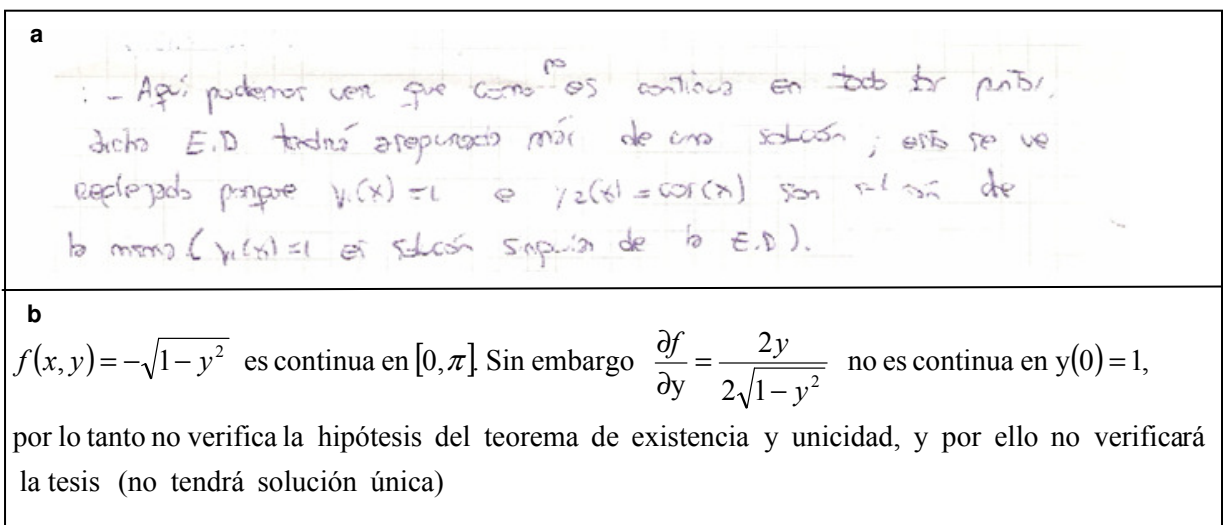 a
: - Aquí podemos ver que como no es continua en todo los puntos,
dicha E.D tendrá asegurado más de una solución ; esto se ve
reflejado porque y₁(x) = 1 e y₂(x) = cos(x) son de
la misma ( y₁(x) = 1 es solución singular de la E.D).
b
f(x, y) = -√(1 - y²) es continua en [0, π]. Sin embargo ∂f/∂y = 2y/(2√(1 - y²)) no es continua en y(0) = 1,
por lo tanto no verifica la hipótesis del teorema de existencia y unicidad, y por ello no verificará
la tesis (no tendrá solución única)